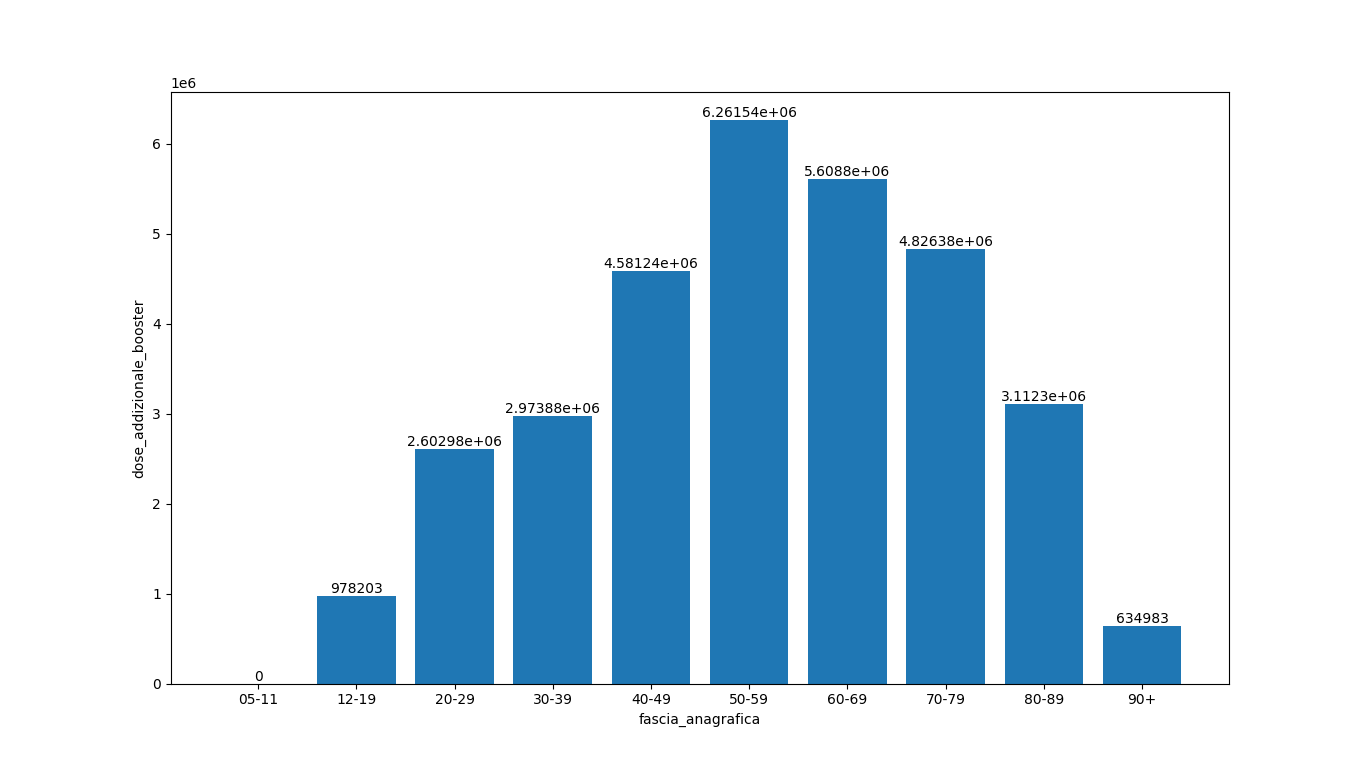 1e6
6.26154e+06
5.6088e+06
4.82638e+06
4.58124e+06
3.1123e+06
2.97388e+06
2.60298e+06
978203
634983
0
6
5
4
3
2
1
0
dose_addizionale_booster
05-11 12-19 20-29 30-39 40-49 50-59 60-69 70-79 80-89 90+
fascia_anagrafica